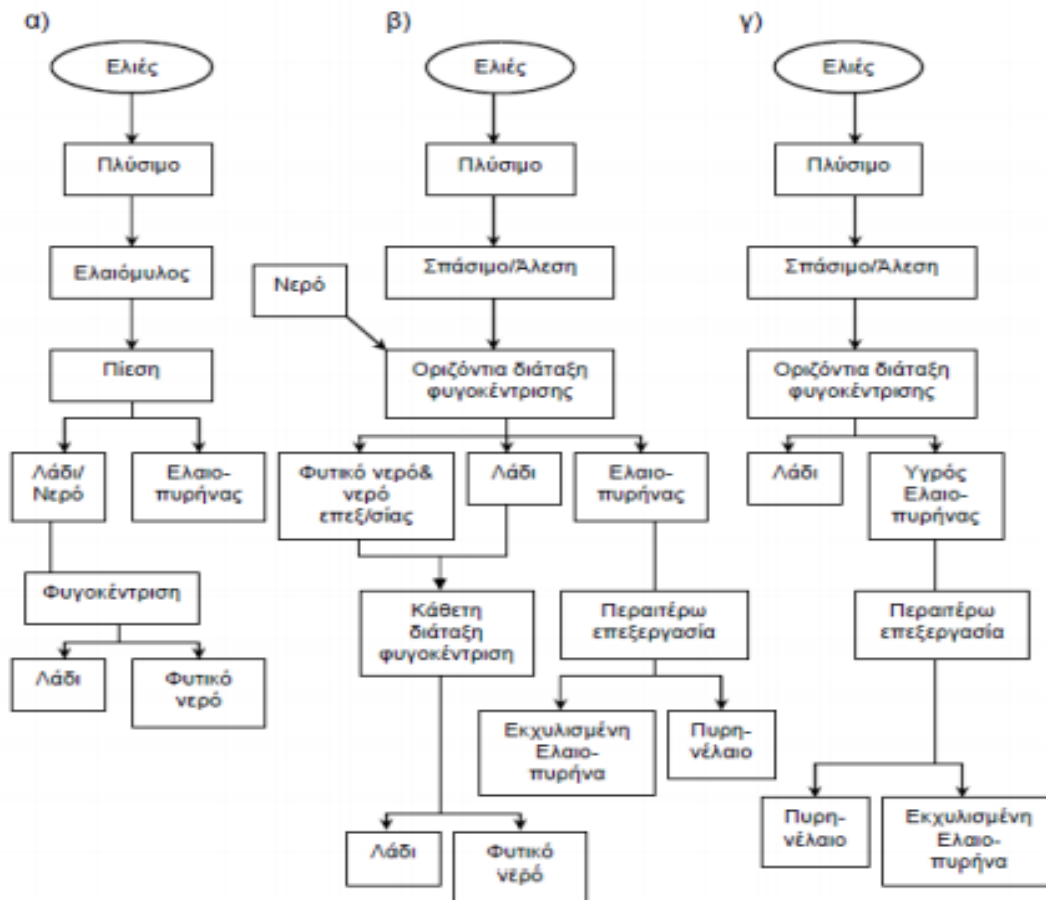 α)
Ελιές
Πλύσιμο
Ελαιόμυλος
Πίεση
Λάδι/
Νερό
Ελαιο-
πυρήνας
Φυγοκέντριση
Λάδι
Φυτικό
νερό
β)
Ελιές
Πλύσιμο
Σπάσιμο/Άλεση
Νερό
Οριζόντια διάταξη
φυγοκέντρισης
Φυτικό νερό&
νερό
επεξ/σίας
Λάδι
Ελαιο-
πυρήνας
Κάθετη
διάταξη
φυγοκέντριση
Περαιτέρω
επεξεργασία
Εκχυλισμένη
Ελαιο-
πυρήνα
Πυρη-
νέλαιο
Λάδι
Φυτικό
νερό
γ)
Ελιές
Πλύσιμο
Σπάσιμο/Άλεση
Οριζόντια διάταξη
φυγοκέντρισης
Λάδι
Υγρός
Ελαιο-
πυρήνας
Περαιτέρω
επεξεργασία
Πυρη-
νέλαιο
Εκχυλισμένη
Ελαιο-
πυρήνα